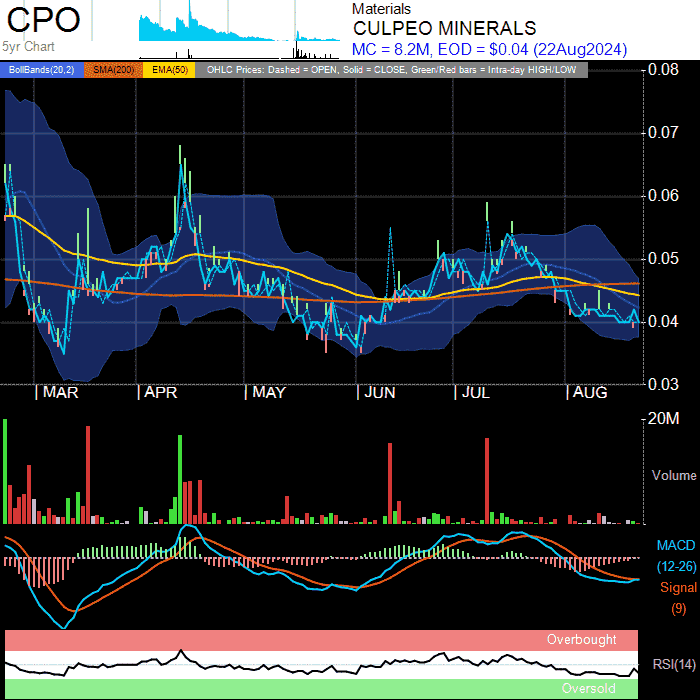 CPO
5yr Chart
Materials
CULPEO MINERALS
MC = 8.2M, EOD = $0.04 (22Aug2024)
BollBands(20,2) SMA(200) EMA(50) OHLC Prices: Dashed = OPEN, Solid = CLOSE, Green/Red bars = Intra-day HIGH/LOW
0.08
0.07
0.06
0.05
0.04
0.03
MAR APR MAY JUN JUL AUG
20M
Volume
MACD
(12-26)
Signal
(9)
Overbought
RSI(14)
Oversold